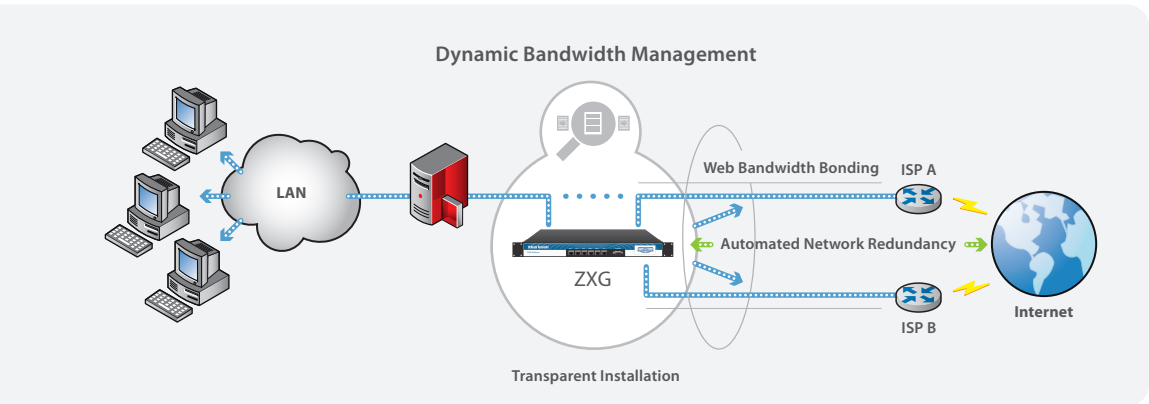 Dynamic Bandwidth Management
Web Bandwidth Bonding
ISP A
LAN
Automated Network Redundancy
ZXG
Internet
ISP B
Transparent Installation